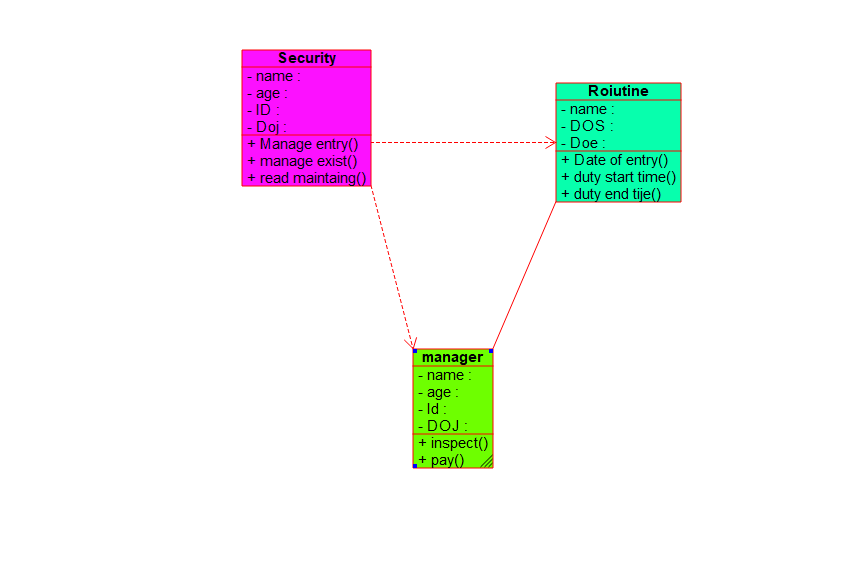 Security
- name :
- age :
- ID :
- Doj :
+ Manage entry()
+ manage exist()
+ read maintaing()
Roiutine
- name :
- DOS :
- Doe :
+ Date of entry()
+ duty start time()
+ duty end tije()
manager
- name :
- age :
- Id :
- DOJ :
+ inspect()
+ pay()